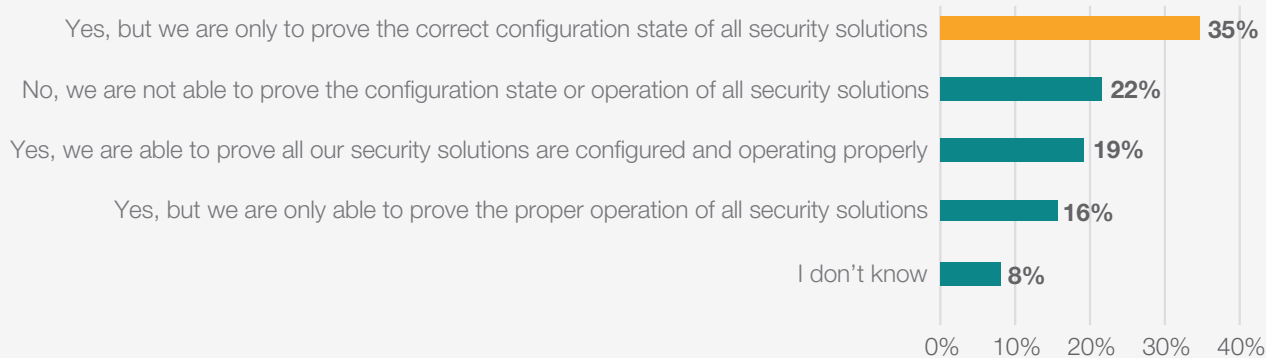 Yes, but we are only to prove the correct configuration state of all security solutions 35%
No, we are not able to prove the configuration state or operation of all security solutions 22%
Yes, we are able to prove all our security solutions are configured and operating properly 19%
Yes, but we are only able to prove the proper operation of all security solutions 16%
I don’t know 8%
0% 10% 20% 30% 40%